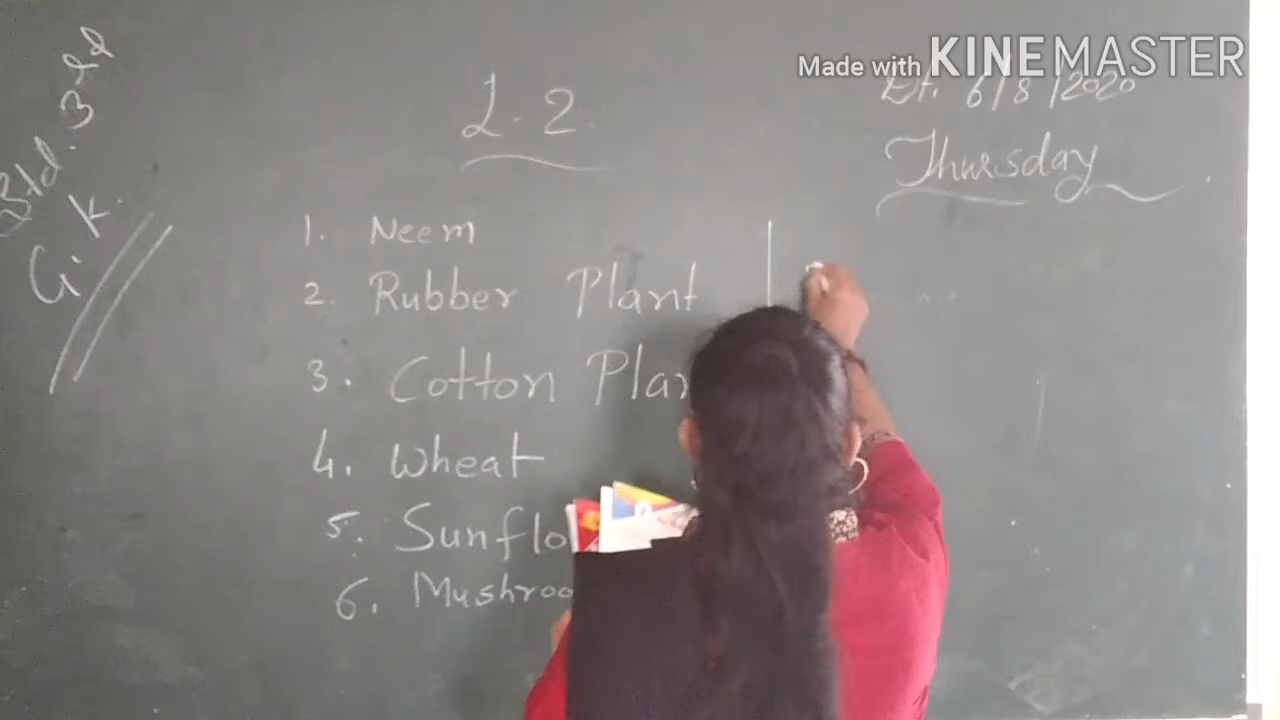 Made with KINEMASTER
Std. 3rd
G. K.
L. 2
Dt. 6/8/2020
Thursday
1. Neem
2. Rubber Plant
3. Cotton Plan
4. Wheat
5. Sunflo
6. Mushroo